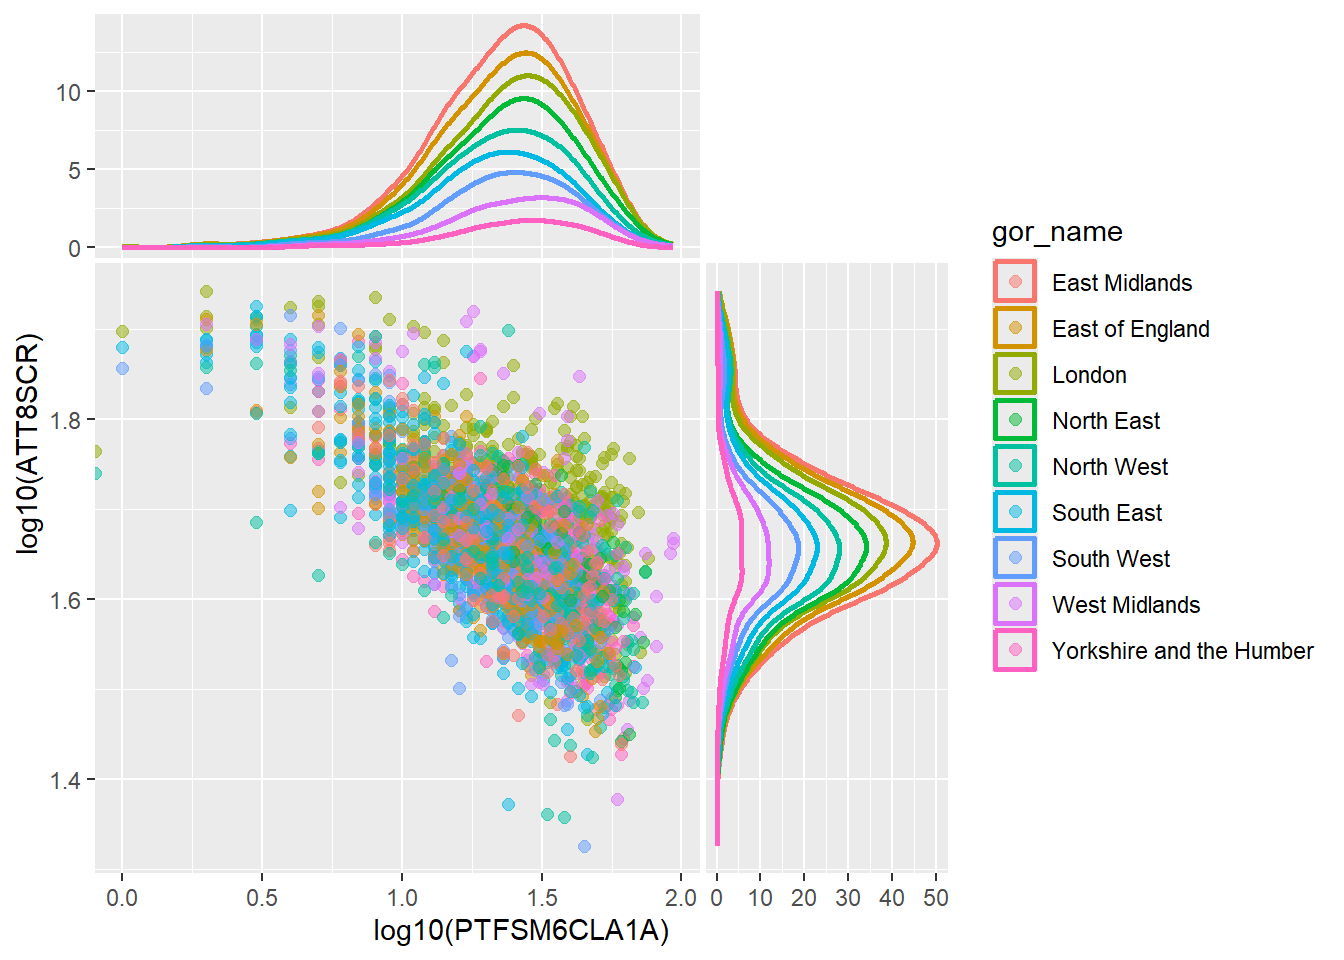 10
5
0
1.8
1.6
1.4
log10(ATT8SCR)
0.0 0.5 1.0 1.5 2.0
log10(PTFSM6CLA1A)
0 10 20 30 40 50
gor_name
East Midlands
East of England
London
North East
North West
South East
South West
West Midlands
Yorkshire and the Humber